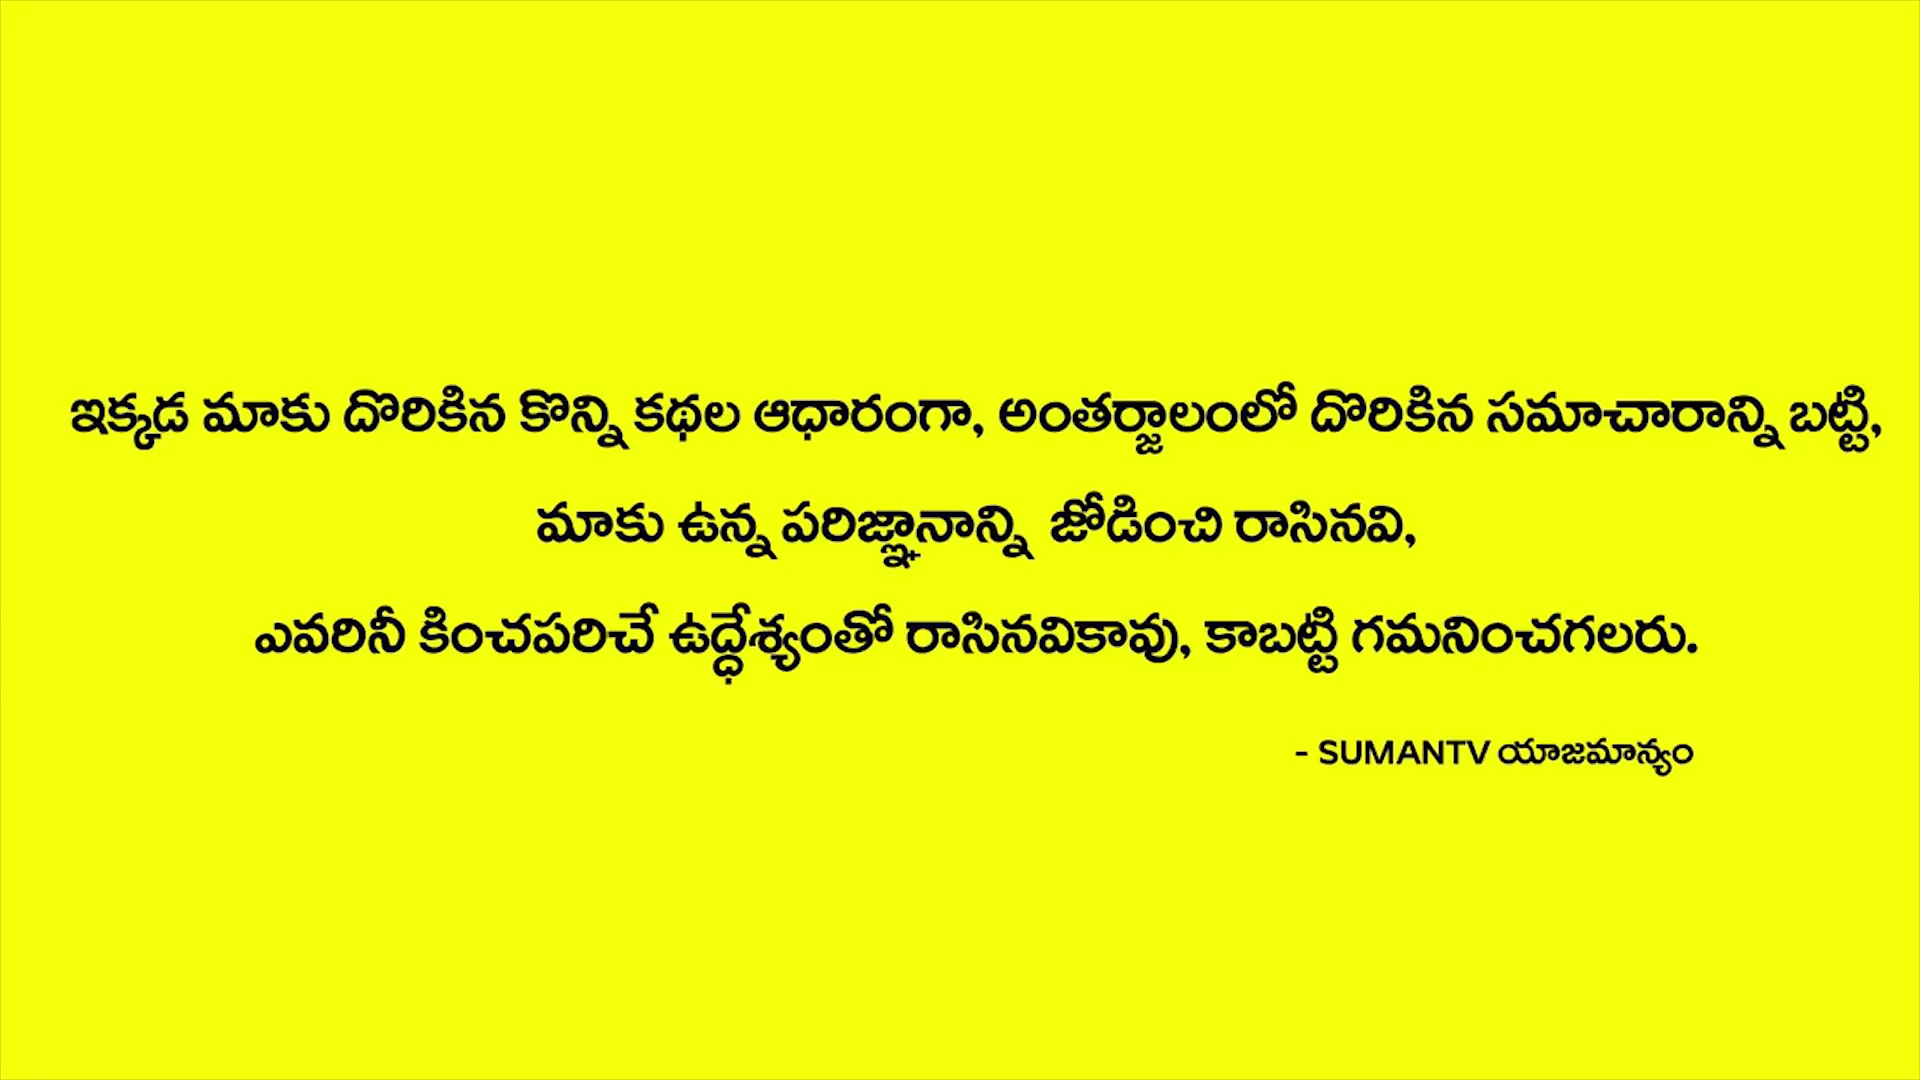 ఇక్కడ మాకు దొరికిన కొన్ని కథల ఆధారంగా, అంతర్జాలంలో దొరికిన సమాచారాన్ని బట్టి,
మాకు ఉన్న పరిజ్ఞానాన్ని జోడించి రాసినవి,
ఎవరినీ కించపరిచే ఉద్ధేశ్యంతో రాసినవికావు, కాబట్టి గమనించగలరు.
- SUMANTV యాజమాన్యం